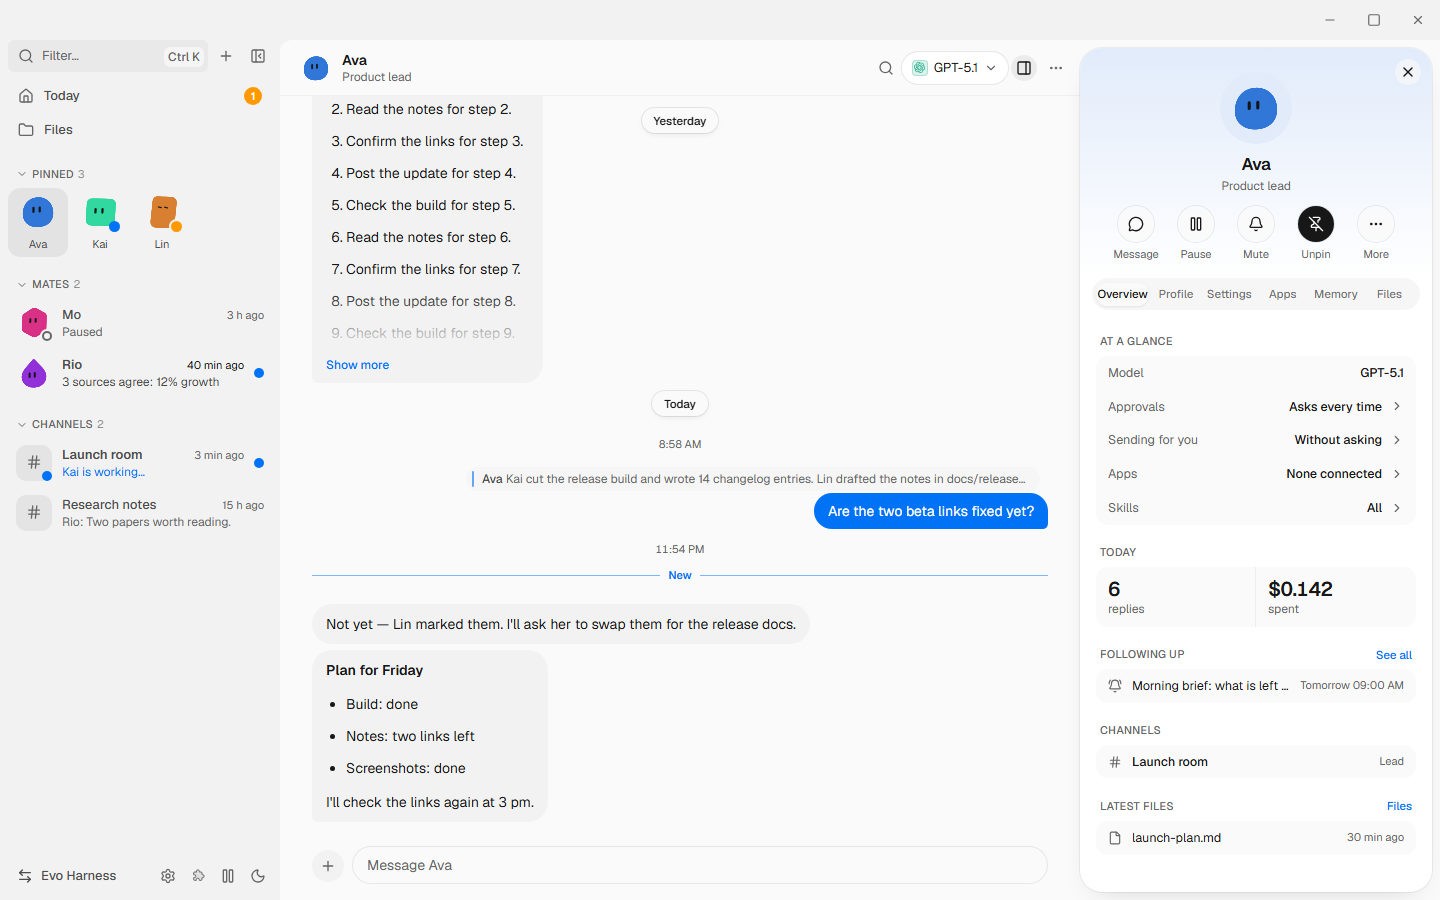 Filter...
Ctrl K
Today
1
Files
PINNED 3
Ava
Kai
Lin
MATES 2
Mo
3 h ago
Paused
Rio
40 min ago
3 sources agree: 12% growth
CHANNELS 2
Launch room
3 min ago
Kai is working...
Research notes
15 h ago
Rio: Two papers worth reading.
Evo Harness
Ava
Product lead
GPT-5.1
2. Read the notes for step 2.
Yesterday
3. Confirm the links for step 3.
4. Post the update for step 4.
5. Check the build for step 5.
6. Read the notes for step 6.
7. Confirm the links for step 7.
8. Post the update for step 8.
9. Check the build for step 9.
Show more
Today
8:58 AM
Ava Kai cut the release build and wrote 14 changelog entries. Lin drafted the notes in docs/release...
Are the two beta links fixed yet?
11:54 PM
New
Not yet — Lin marked them. I'll ask her to swap them for the release docs.
Plan for Friday
• Build: done
• Notes: two links left
• Screenshots: done
I'll check the links again at 3 pm.
Message Ava
Ava
Product lead
Message
Pause
Mute
Unpin
More
Overview
Profile
Settings
Apps
Memory
Files
AT A GLANCE
Model
GPT-5.1
Approvals
Asks every time
Sending for you
Without asking
Apps
None connected
Skills
All
TODAY
6
replies
$0.142
spent
FOLLOWING UP
See all
Morning brief: what is left ...
Tomorrow 09:00 AM
CHANNELS
# Launch room
Lead
LATEST FILES
Files
launch-plan.md
30 min ago